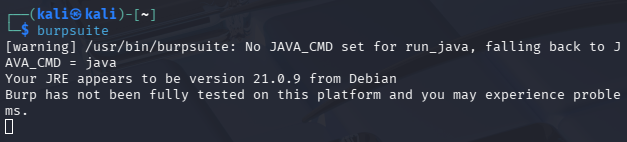 ┌──(kali㉿kali)-[~]
└─$ burpsuite
[warning] /usr/bin/burpsuite: No JAVA_CMD set for run_java, falling back to J
AVA_CMD = java
Your JRE appears to be version 21.0.9 from Debian
Burp has not been fully tested on this platform and you may experience proble
ms.